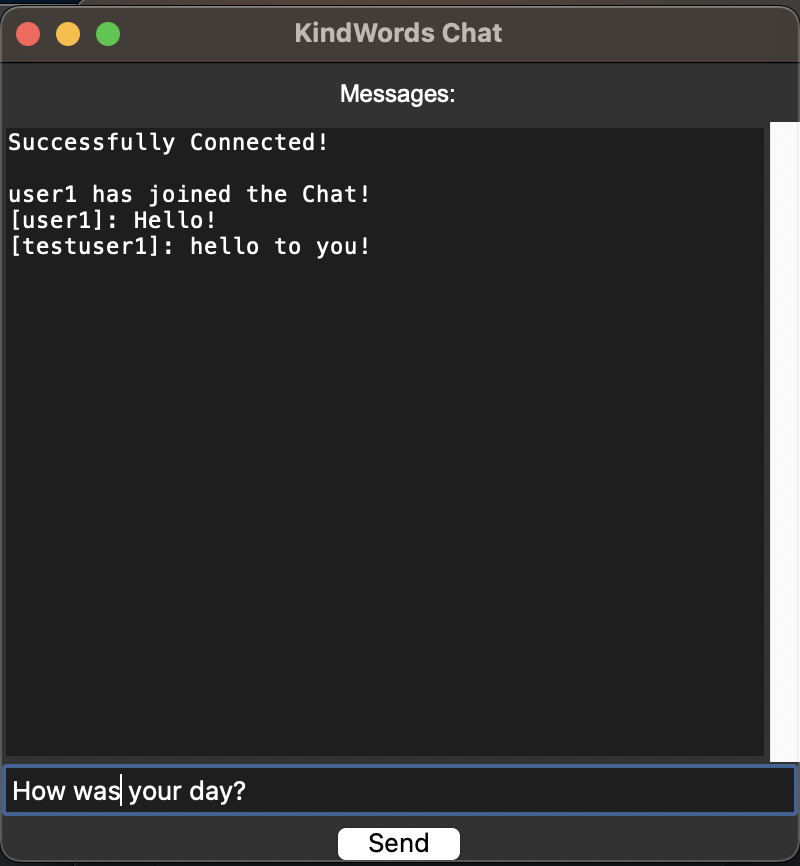 KindWords Chat
Messages:
Successfully Connected!
user1 has joined the Chat!
[user1]: Hello!
[testuser1]: hello to you!
How was your day?
Send